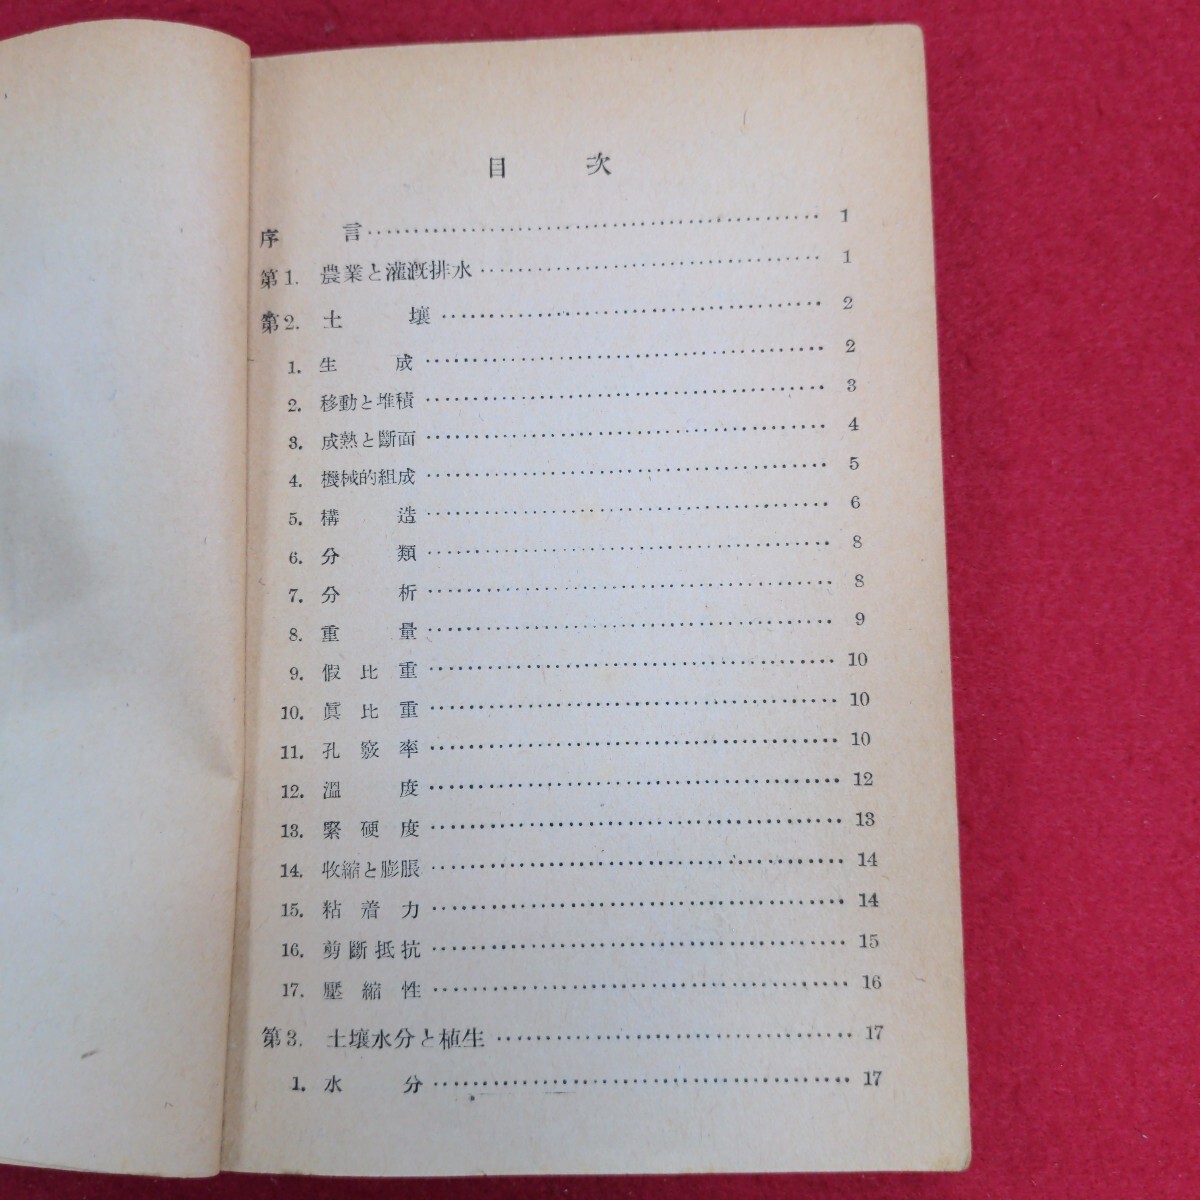 目 次
序 言 1
第1. 農業と灌漑排水 1
第2. 土 壤 2
1. 生 成 2
2. 移動と堆積 3
3. 成熟と斷面 4
4. 機械的組成 5
5. 構 造 6
6. 分 類 8
7. 分 析 8
8. 重 量 9
9. 假比重 10
10. 眞比重 10
11. 孔竅率 10
12. 溫 度 12
13. 緊硬度 13
14. 收縮と膨脹 14
15. 粘着力 14
16. 剪斷抵抗 15
17. 壓縮性 16
第3. 土壤水分と植生 17
1. 水 分 17